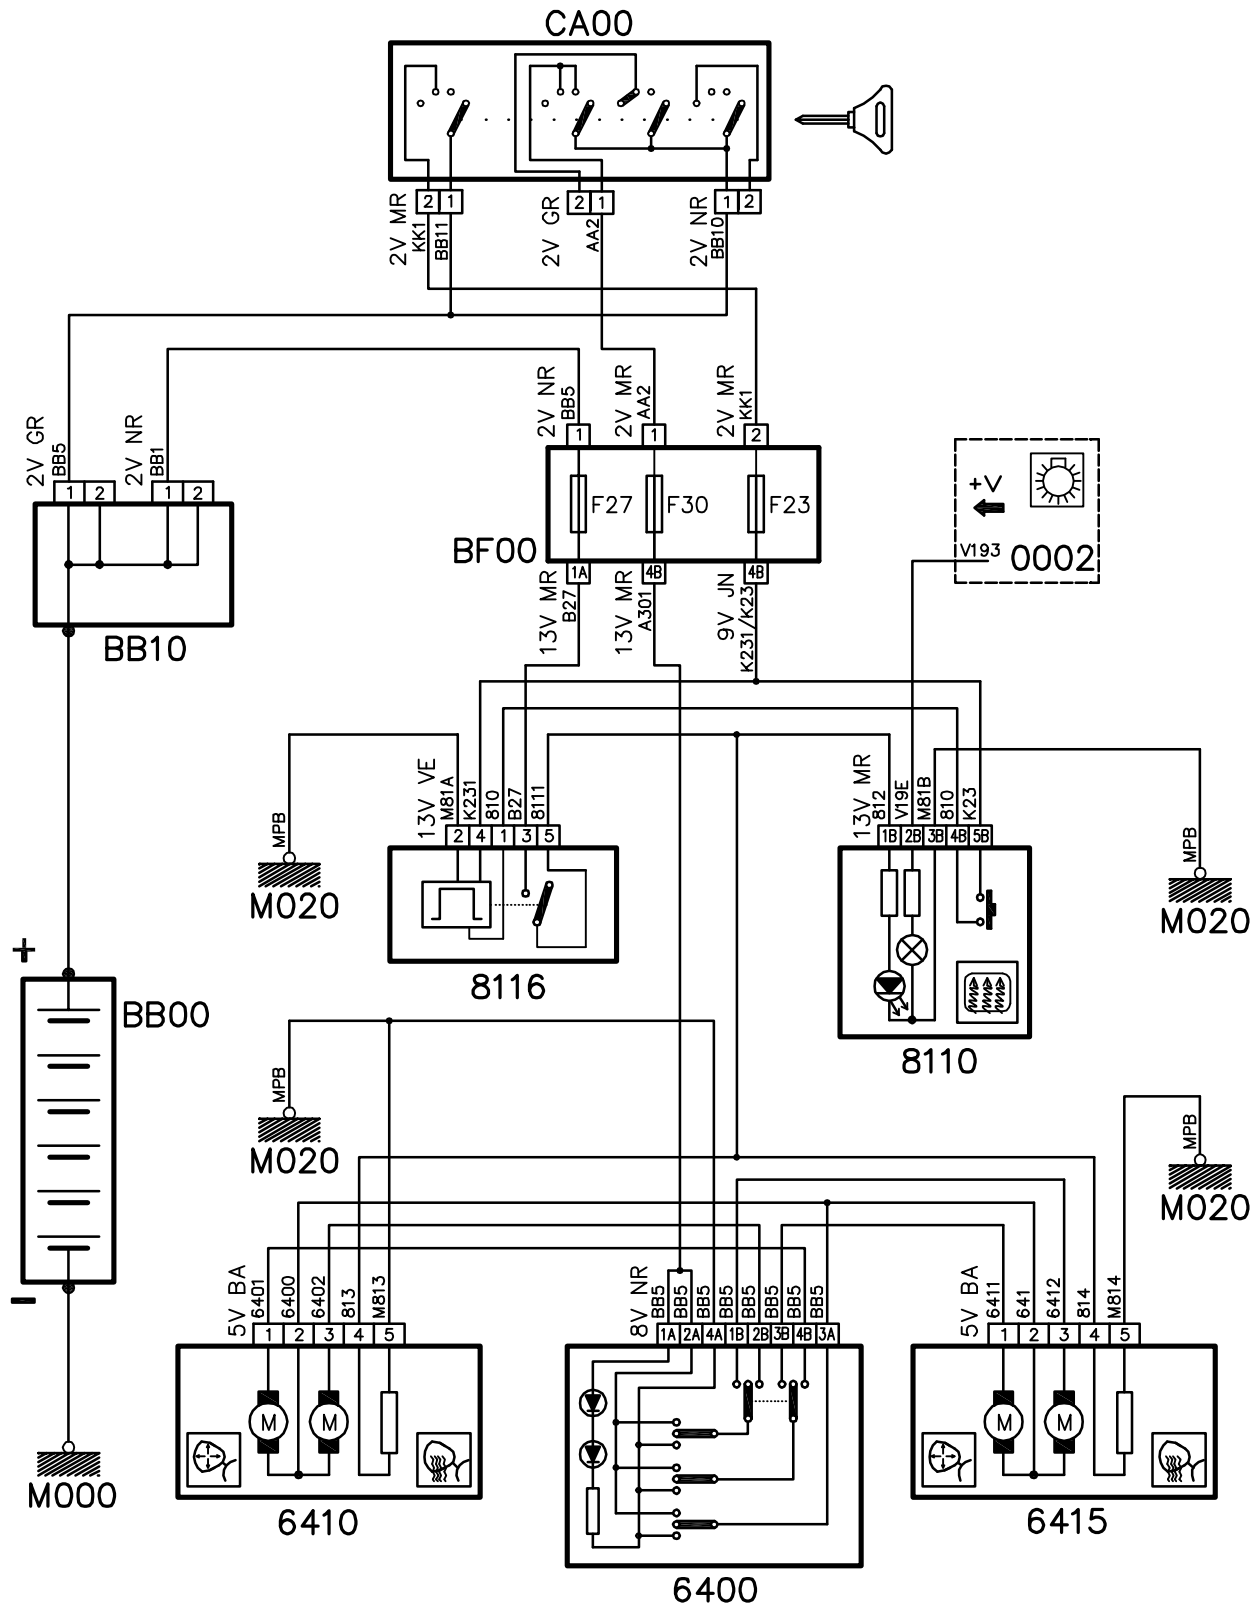 CA00
2 1
2 1
1 2
2V MR
KK1
BB11
2V GR
AA2
2V NR
BB10
2V GR
BB5
2V NR
BB1
2V NR
BB5
2V MR
AA2
2V MR
KK1
1 2
1 2
1
1
2
F27
F30
F23
BF00
+V
V193
0002
BB10
1A
4B
4B
13V MR
B27
13V MR
A301
9V JN
K231/K23
13V VE
M81A
K231
810
B27
8111
2 4 1 3 5
13V MR
812
V19E
M81B
810
K23
1B 2B 3B 4B 5B
MPB
M020
MPB
M020
8116
8110
+
BB00
-
MPB
M020
MPB
M020
5V BA
6401
6400
6402
813
M813
1 2 3 4 5
8V NR
BB5
BB5
BB5
BB5
BB5
BB5
BB5
BB5
1A 2A 4A 1B 2B 3B 4B 3A
5V BA
6411
641
6412
814
M814
1 2 3 4 5
M M
M M
M000
6410
6400
6415